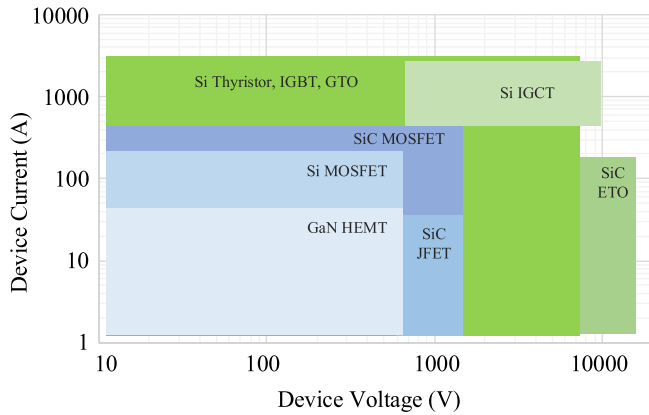 10000
Si Thyristor, IGBT, GTO
Si IGCT
1000
SiC MOSFET
Si MOSFET
SiC
ETO
100
GaN HEMT
SiC
JFET
10
1
Device Current (A)
10
100
1000
10000
Device Voltage (V)